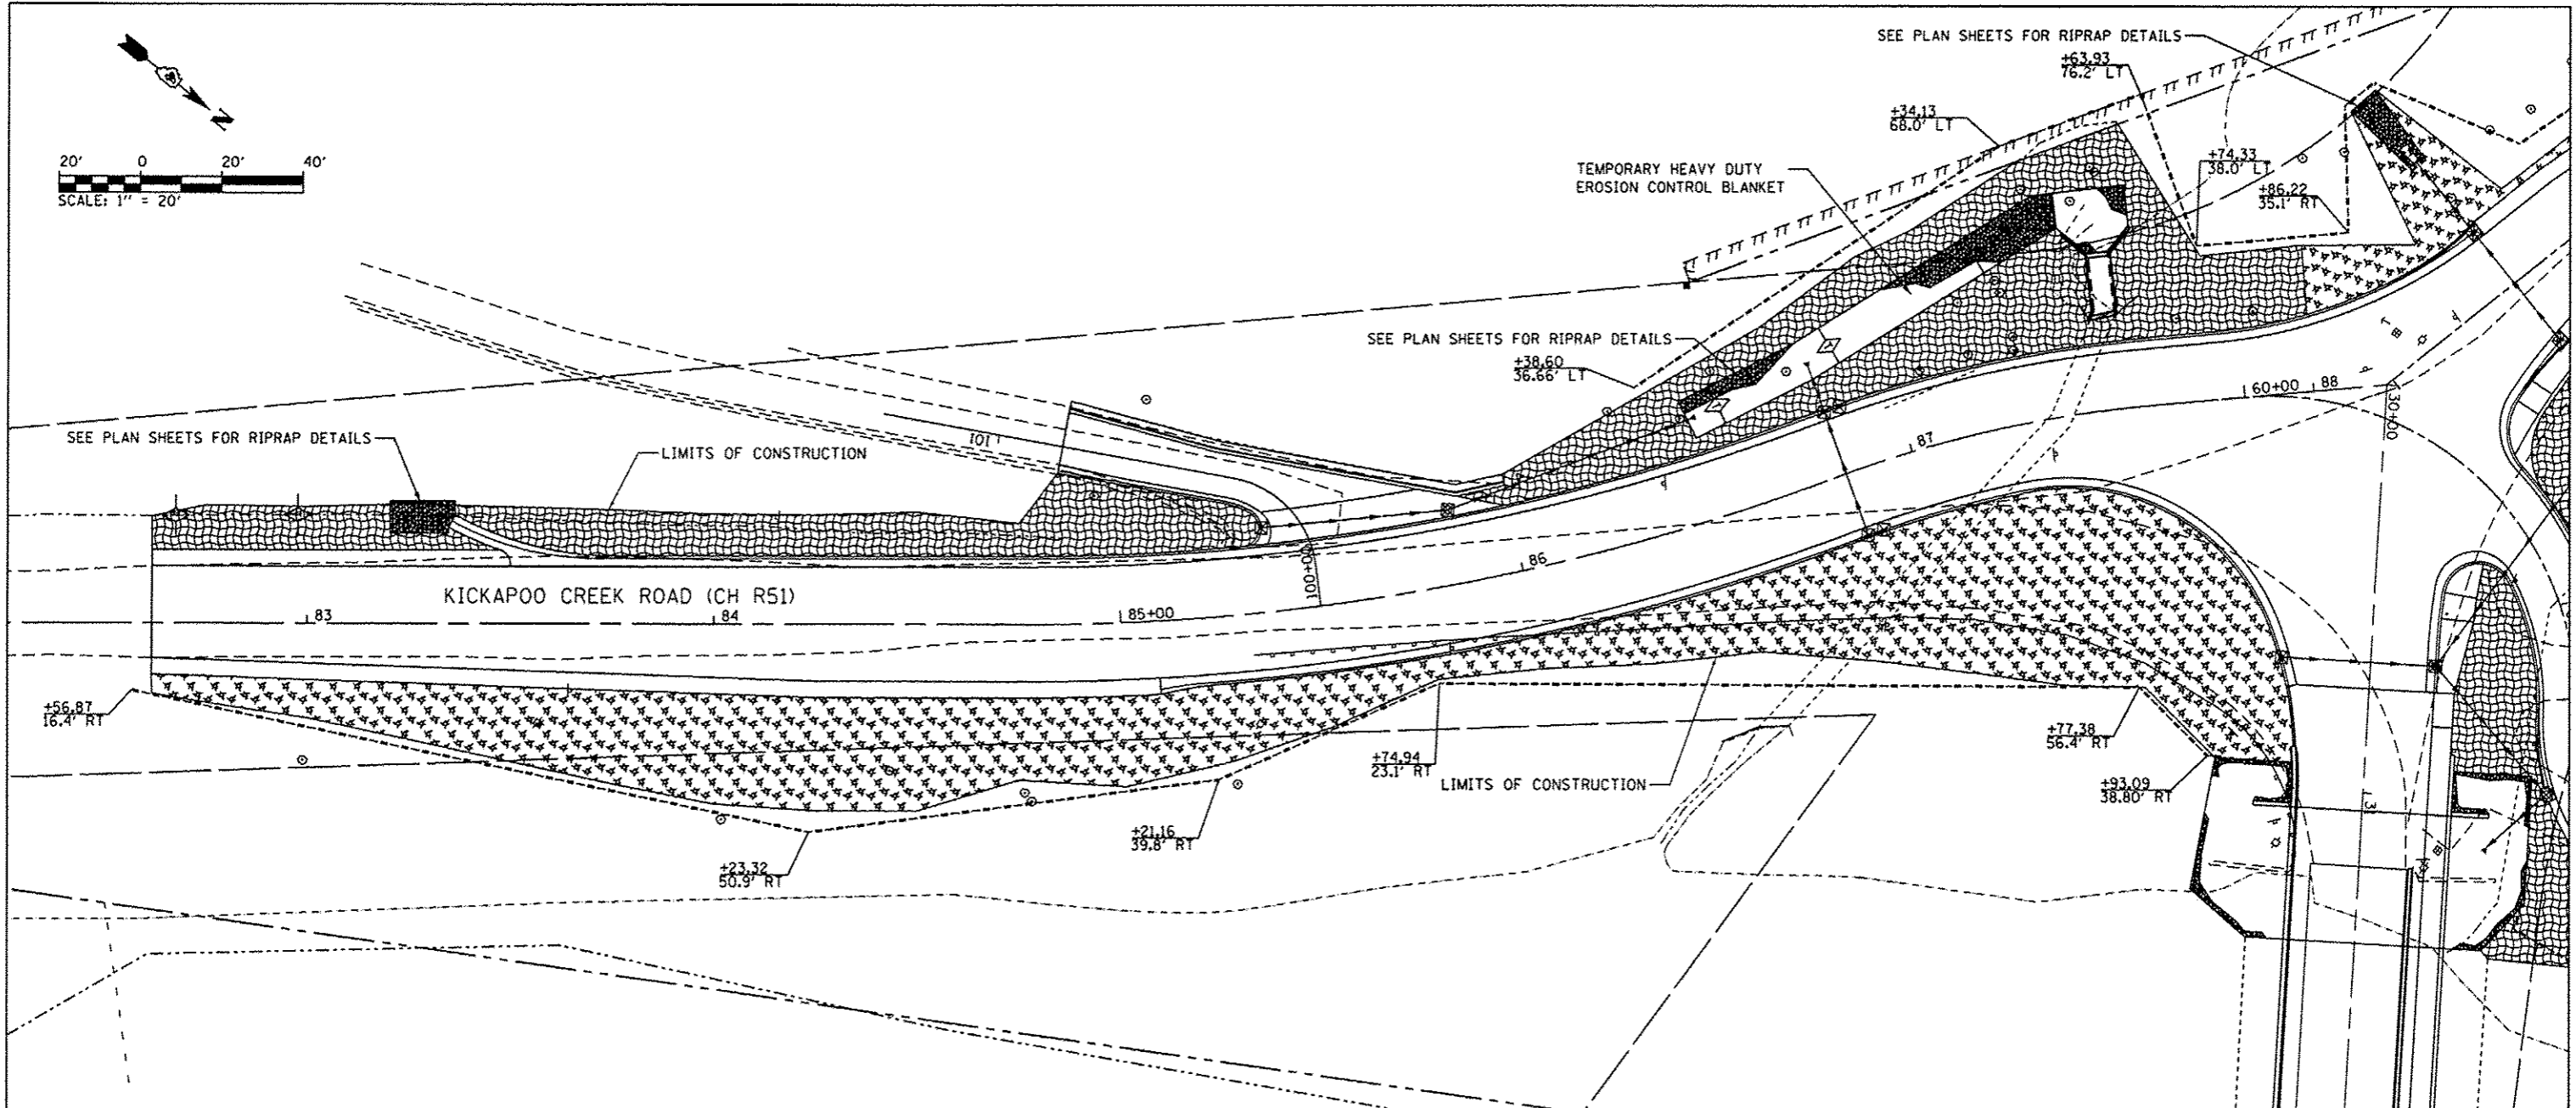 SEE PLAN SHEETS FOR RIPRAP DETAILS
+63.93
76.2' LT
N
+34.13
68.0' LT
20' 0 20' 40'
SCALE: 1" = 20'
+74.33
38.0' LT
TEMPORARY HEAVY DUTY
EROSION CONTROL BLANKET
+86.22
35.1' RT
SEE PLAN SHEETS FOR RIPRAP DETAILS
+38.60
36.66' LT
60+00 88
30+00
SEE PLAN SHEETS FOR RIPRAP DETAILS
LIMITS OF CONSTRUCTION
101
87
86
100+00
KICKAPOO CREEK ROAD (CH R51)
83
84
85+00
+56.87
16.4' RT
+77.38
56.4' RT
+74.94
23.1' RT
LIMITS OF CONSTRUCTION
+93.09
38.80' RT
31
+21.16
39.8' RT
+23.32
50.9' RT